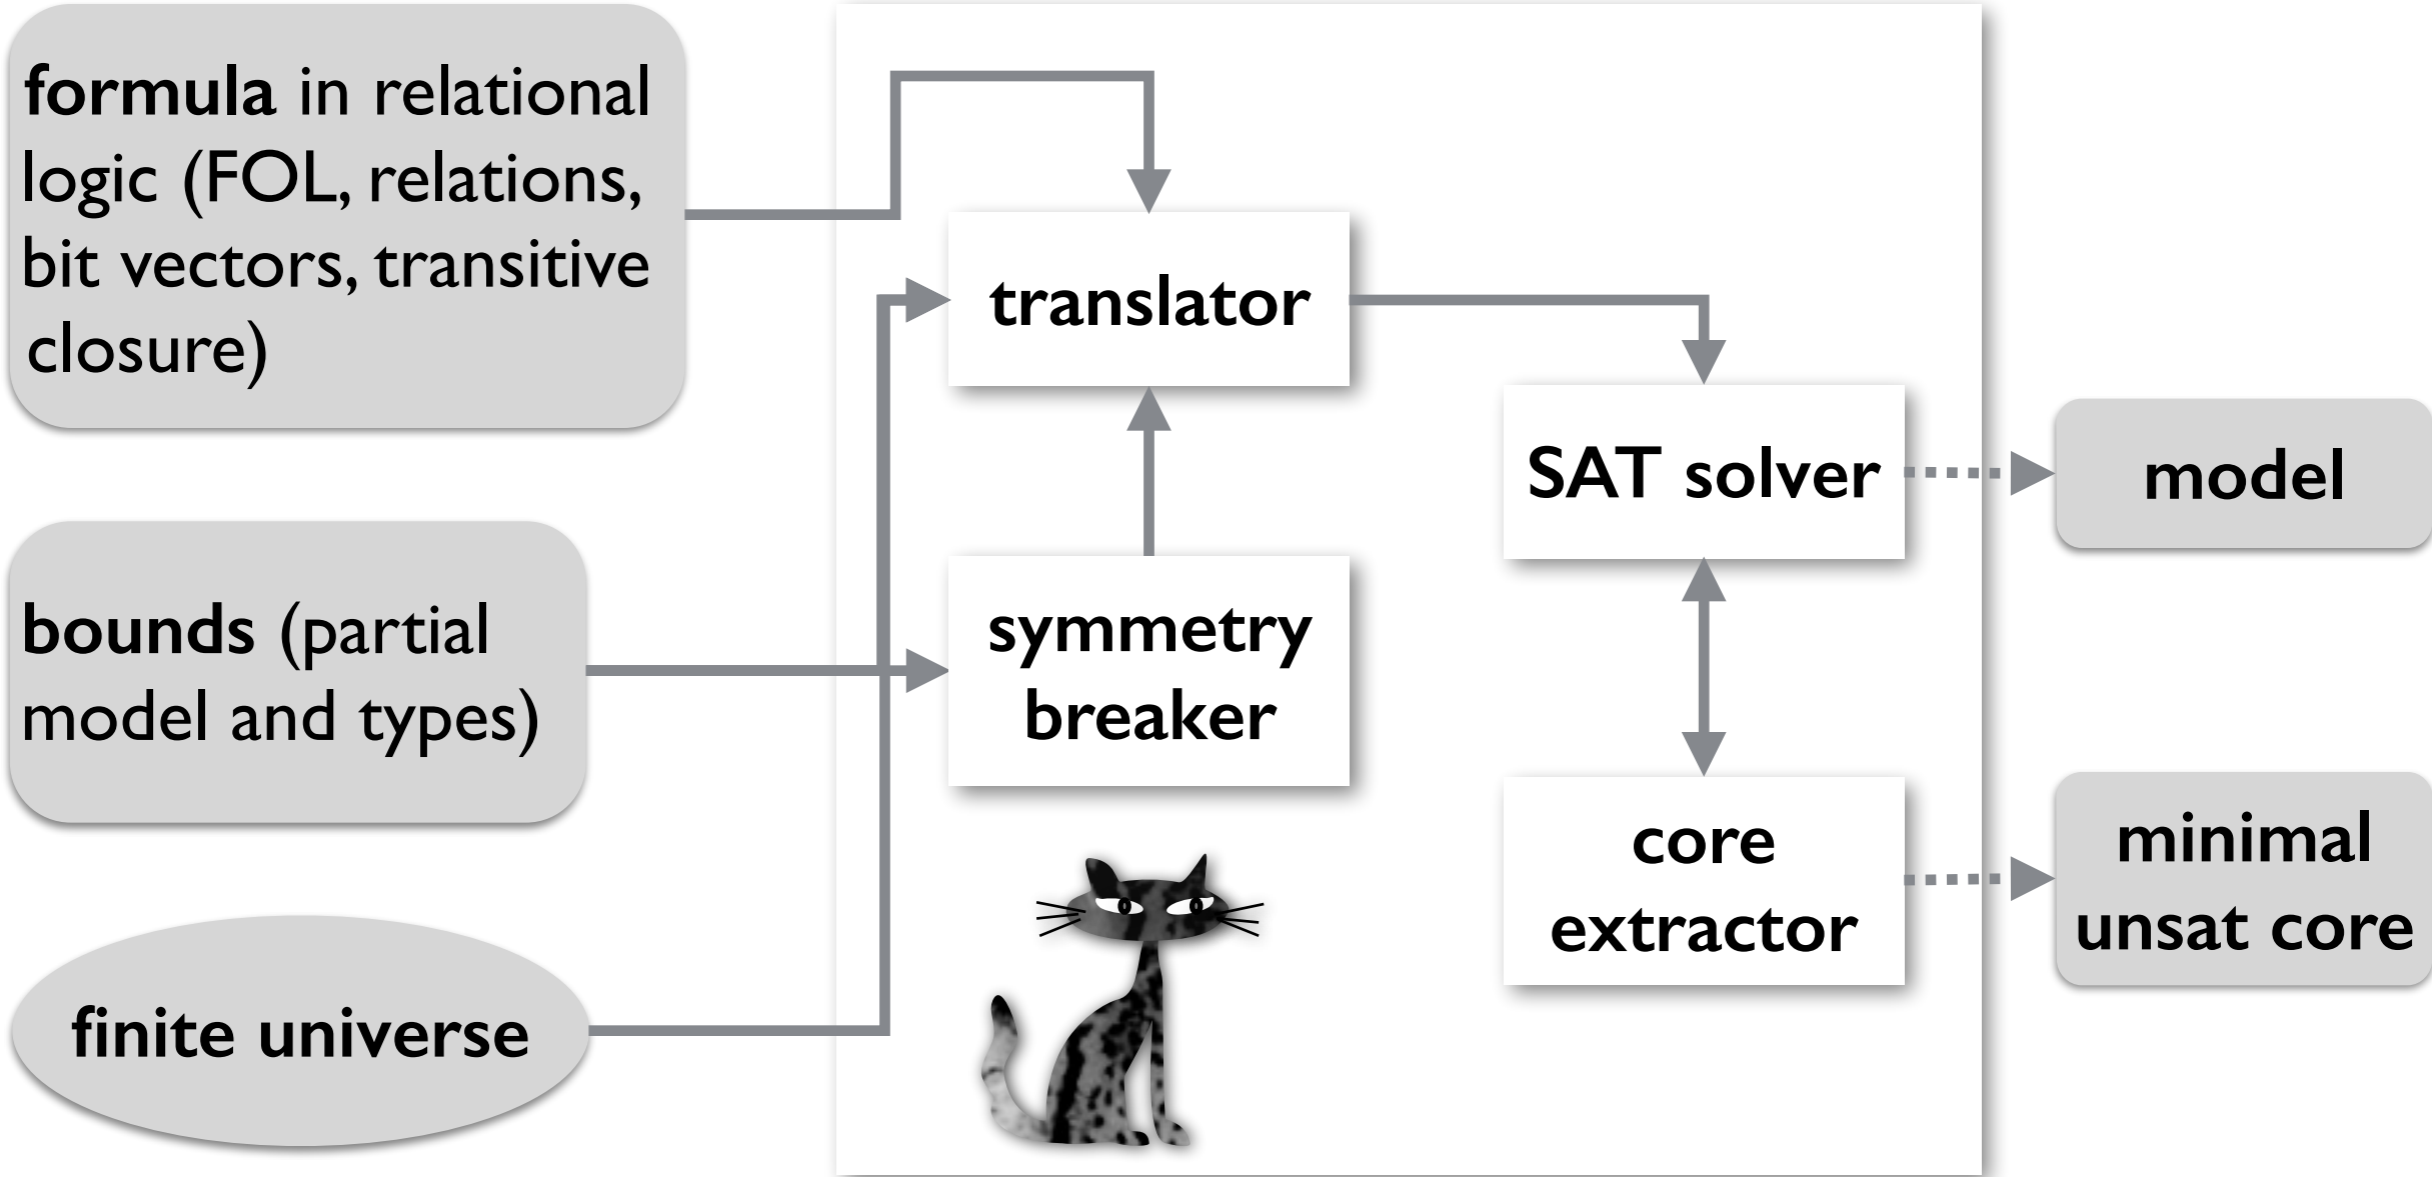 formula in relational
logic (FOL, relations,
bit vectors, transitive
closure)
translator
SAT solver
model
bounds (partial
model and types)
symmetry
breaker
core
extractor
minimal
unsat core
finite universe